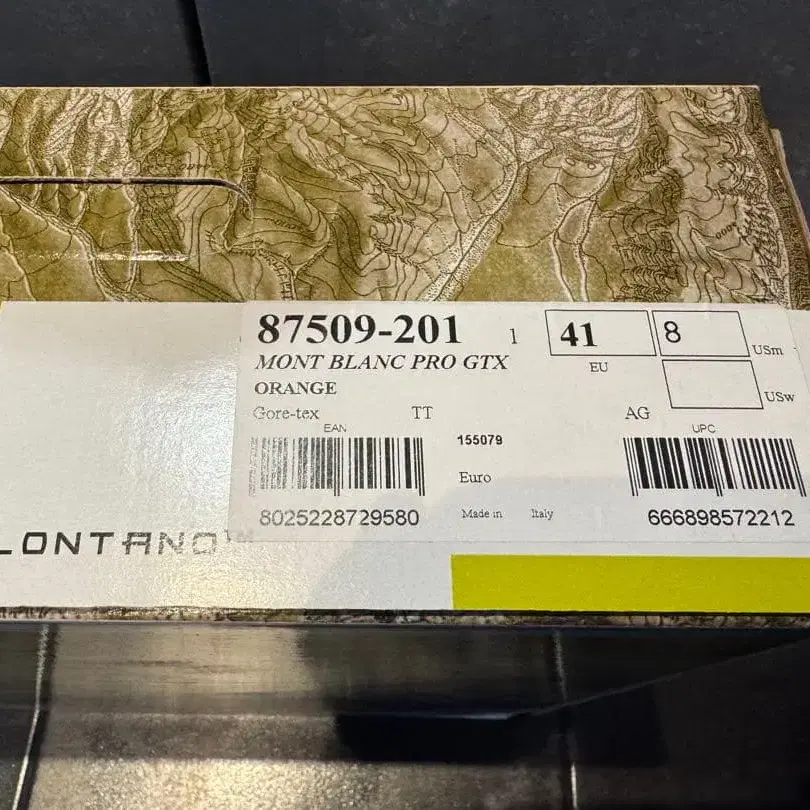 87509-201 1 41 8 USm
MONT BLANC PRO GTX EU
ORANGE USw
Gore-tex TT AG
EAN 155079 UPC
Euro
8025228729580 Made in Italy 666898572212
LONTANO™